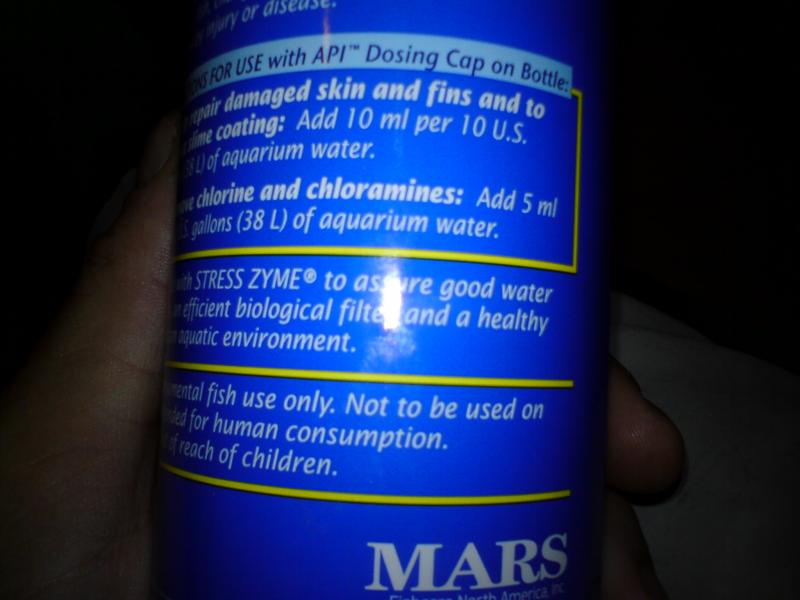 injury or disease.
FOR USE with API™ Dosing Cap on Bottle:
repair damaged skin and fins and to
slime coating: Add 10 ml per 10 U.S.
L) of aquarium water.
chlorine and chloramines: Add 5 ml
gallons (38 L) of aquarium water.
with STRESS ZYME® to assure good water
an efficient biological filter and a healthy
aquatic environment.
fish use only. Not to be used on
for human consumption.
of reach of children.
MARS
Fishcare North America, Inc.